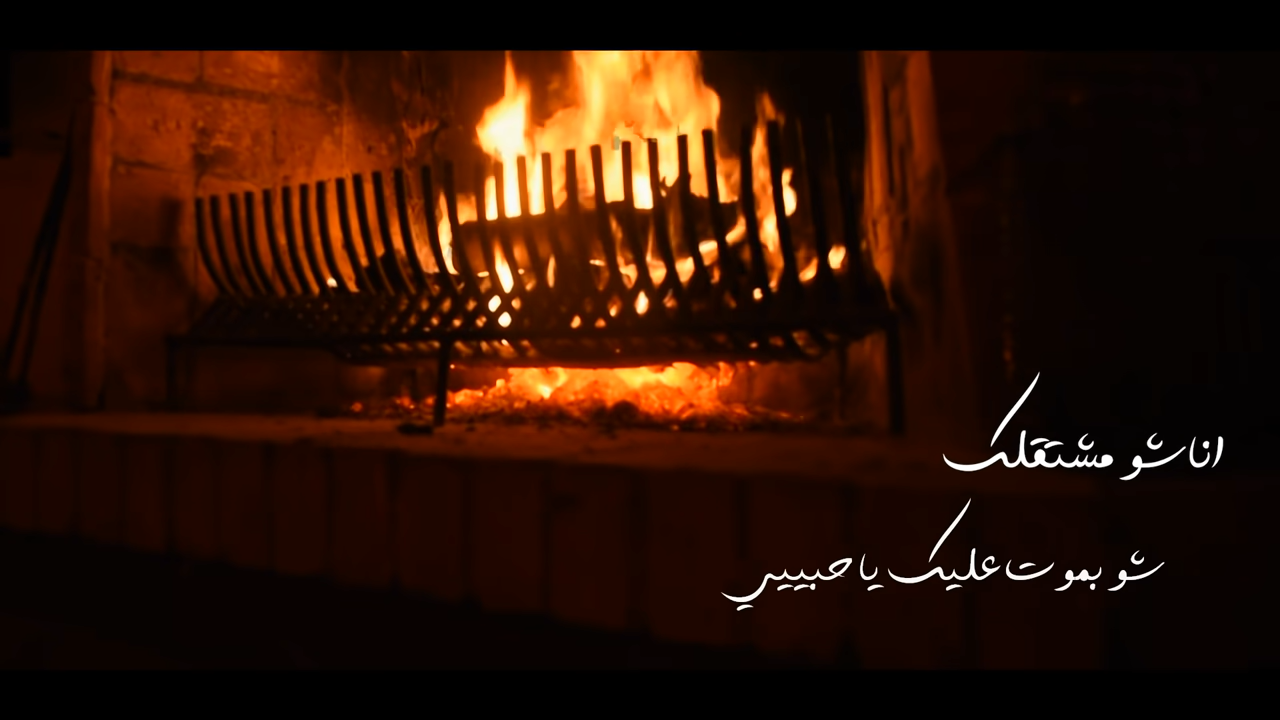 انا شو مشتقلك
شو بموت عليك يا حبيبي